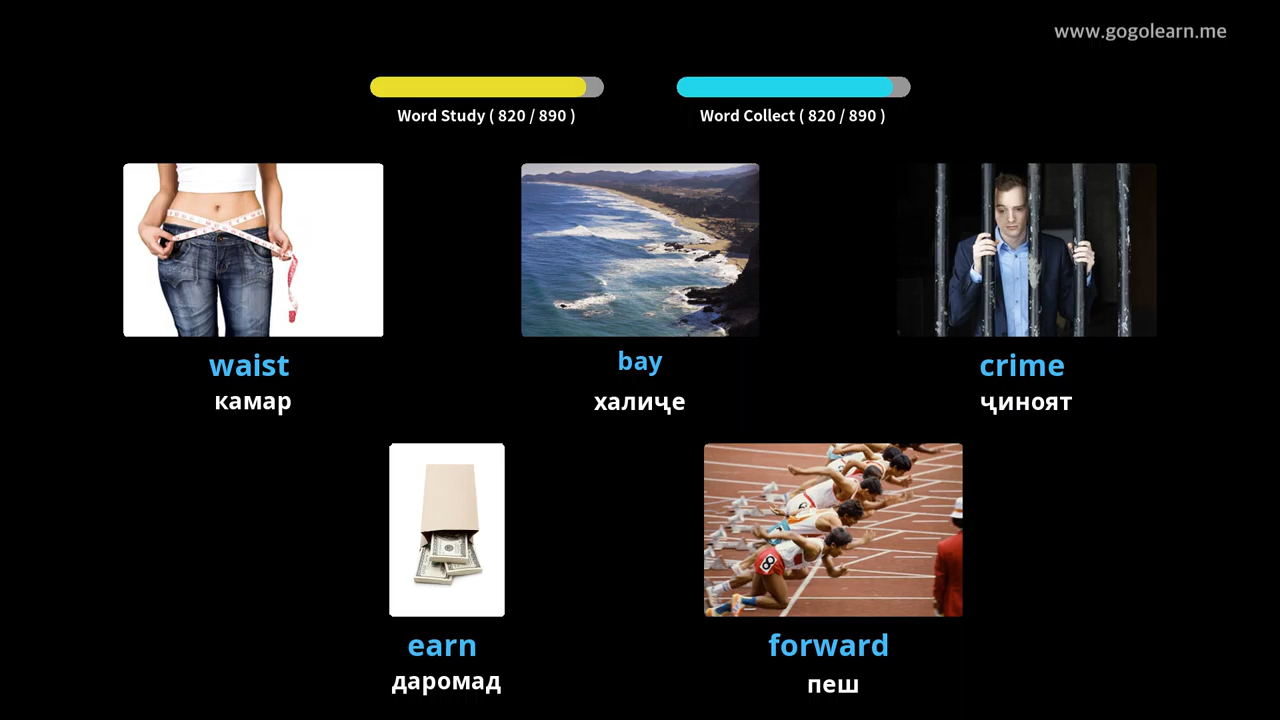 www.gogolearn.me
Word Study ( 820 / 890 )
Word Collect ( 820 / 890 )
waist
камар
bay
халиҷе
crime
ҷиноят
earn
даромад
forward
пеш